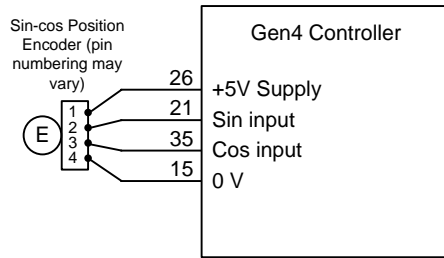 Sin-cos Position
Encoder (pin
numbering may
vary)
Gen4 Controller
E
1
2
3
4
26
+5V Supply
21
Sin input
35
Cos input
15
0 V